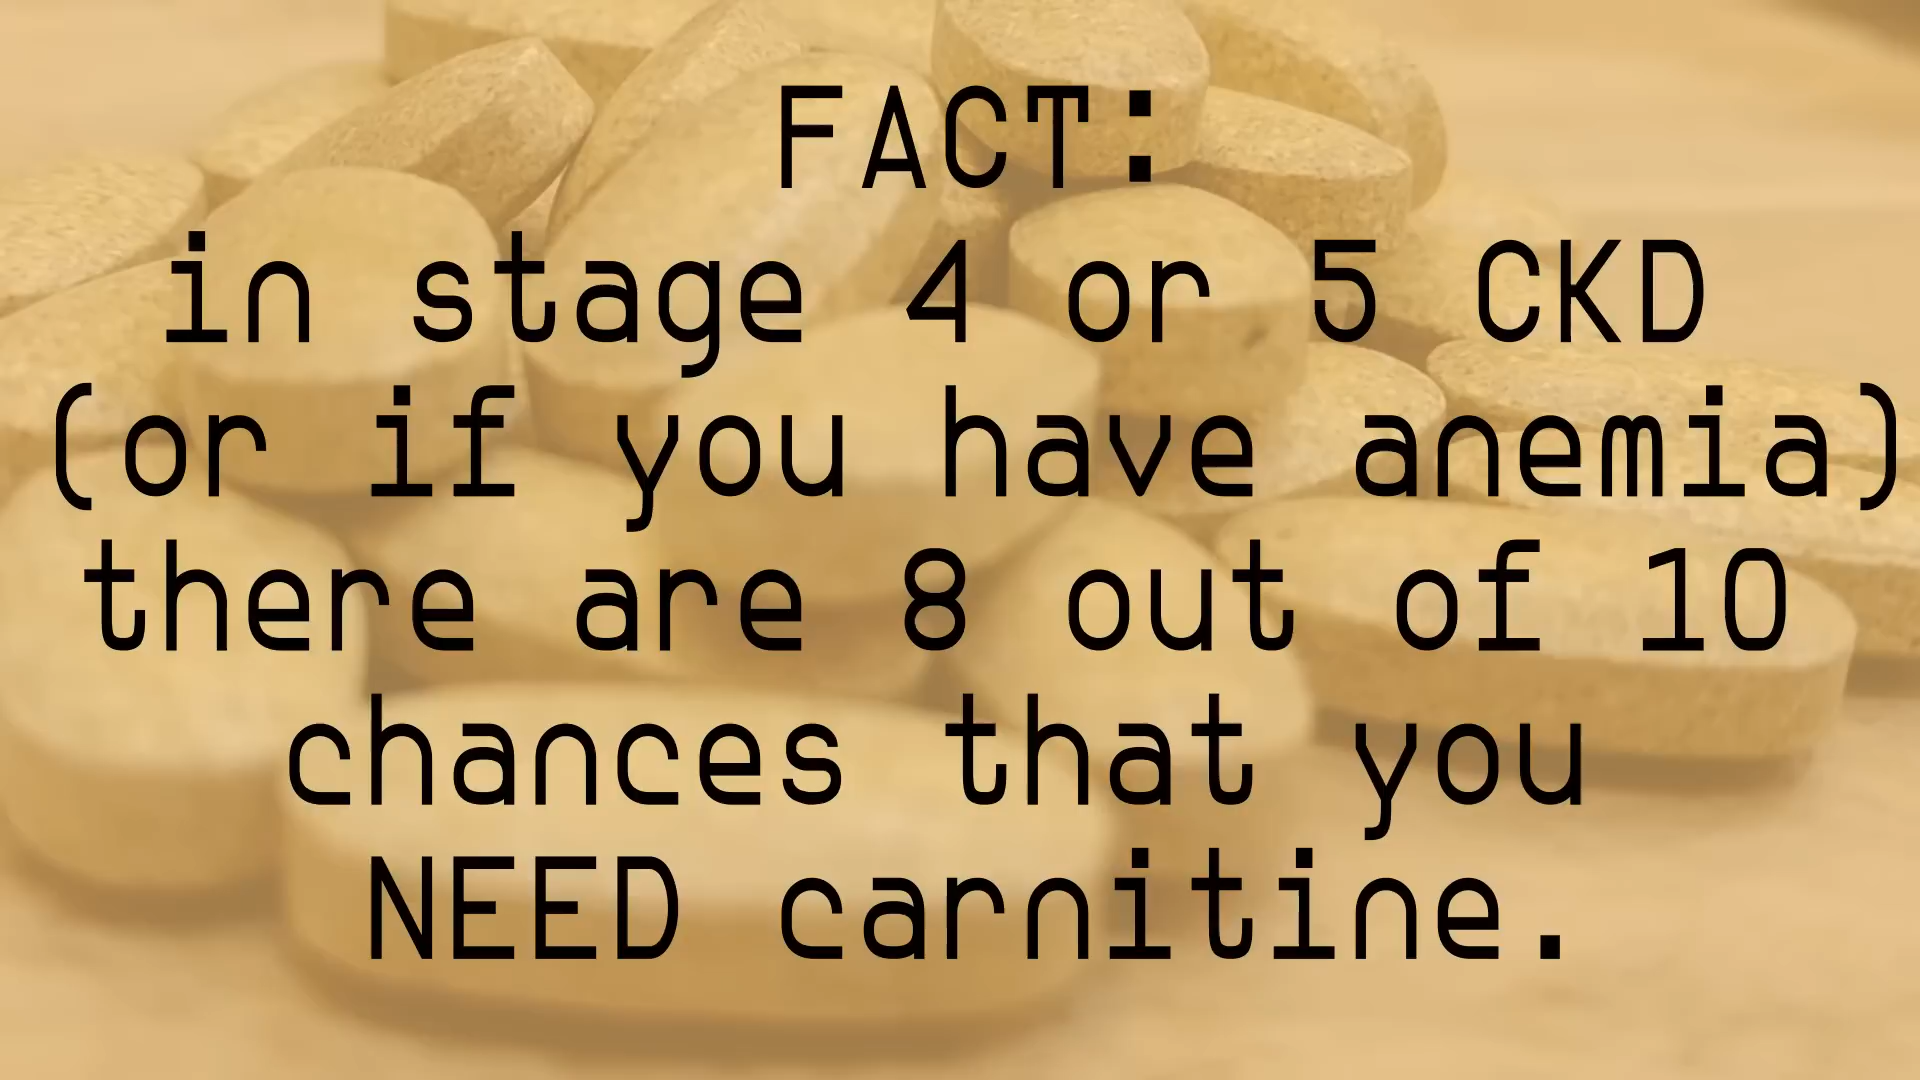 FACT:
in stage 4 or 5 CKD
(or if you have anemia)
there are 8 out of 10
chances that you
NEED carnitine.